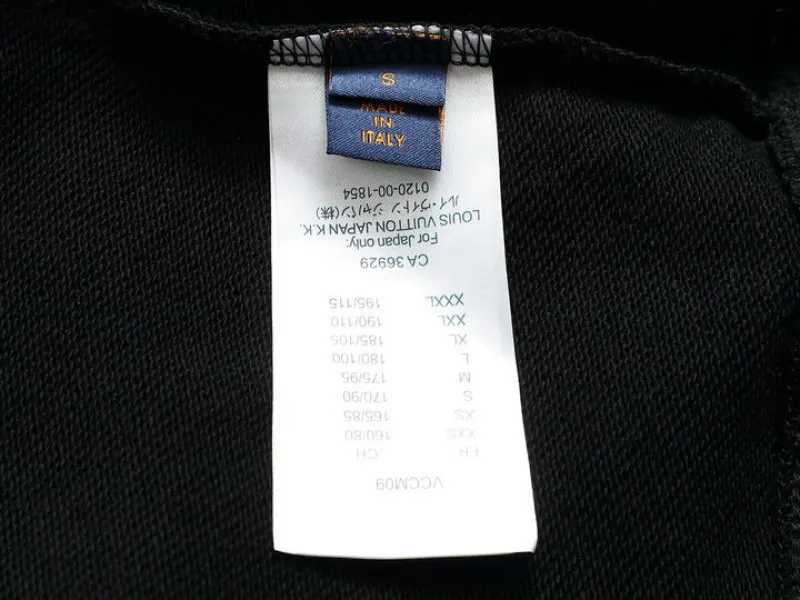 S
MADE
IN
ITALY
VCCM09
FR CH
XXS 160/80
XS 165/85
S 170/90
M 175/95
L 180/100
XL 185/105
XXL 190/110
XXXL 195/115
CA 36929
For Japan only:
LOUIS VUITTON JAPAN K.K.
ルイ・ヴィトン ジャパン(株)
0120-00-1854